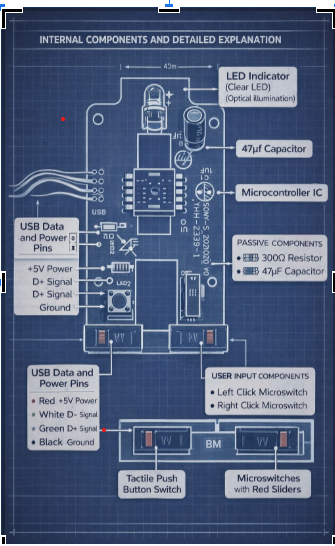 INTERNAL COMPONENTS AND DETAILED EXPLANATION
LED Indicator
(Clear LED)
(Optical illumination)
47µf Capacitor
Microcontroller IC
USB
USB Data
and Power
Pins
+5V Power
D+ Signal
D+ Signal
Ground
PASSIVE COMPONENTS
• 300Ω Resistor
• 47µF Capacitor
USB Data and
Power Pins
• Red +5V Power
• White D- Signal
• Green D+ Signal
• Black Ground
USER INPUT COMPONENTS
• Left Click Microswitch
• Right Click Microswitch
BM
Tactile Push
Button Switch
Microswitches
with Red Sliders